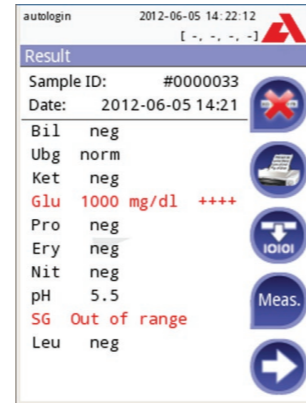 autologin 2012-06-05 14:22:12
[ -, -, -, -]
Result
Sample ID: #0000033
Date: 2012-06-05 14:21
Bil neg
Ubg norm
Ket neg
Glu 1000 mg/dl ++++
Pro neg
Ery neg
Nit neg
pH 5.5
SG Out of range
Leu neg
IOIOI
Meas.